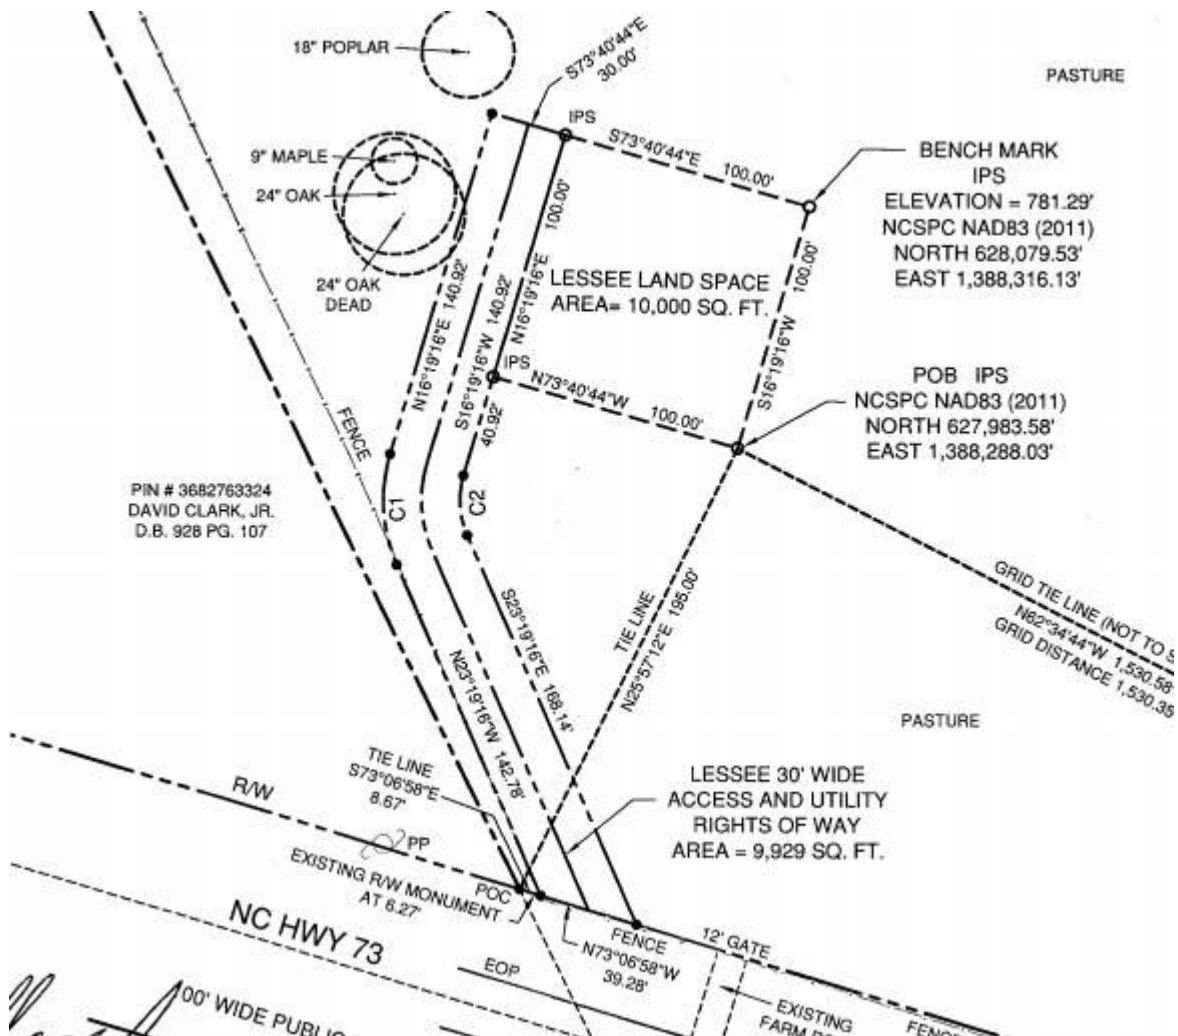 18" POPLAR
S73°40'44"E
30.00'
PASTURE
IPS
S73°40'44"E 100.00'
9" MAPLE
24" OAK
24" OAK
DEAD
BENCH MARK
IPS
ELEVATION = 781.29'
NCSPC NAD83 (2011)
NORTH 628,079.53'
EAST 1,388,316.13'
N16°19'16"E 100.00'
LESSEE LAND SPACE
AREA= 10,000 SQ. FT.
S16°19'16"W 100.00'
N16°19'16"E 140.92'
S16°19'16"W 140.92'
40.92'
IPS
N73°40'44"W 100.00'
POB IPS
NCSPC NAD83 (2011)
NORTH 627,983.58'
EAST 1,388,288.03'
FENCE
PIN # 3682763324
DAVID CLARK, JR.
D.B. 928 PG. 107
C1
C2
S23°19'16"E 168.14'
N23°19'16"W 142.78'
TIE LINE
N25°57'12"E 195.00'
GRID TIE LINE (NOT TO S
N62°34'44"W 1,530.58'
GRID DISTANCE 1,530.35
PASTURE
TIE LINE
S73°06'58"E
8.67'
LESSEE 30' WIDE
ACCESS AND UTILITY
RIGHTS OF WAY
AREA = 9,929 SQ. FT.
R/W
PP
EXISTING R/W MONUMENT
AT 6.27'
POC
NC HWY 73
FENCE
N73°06'58"W
39.28'
12' GATE
EOP
00' WIDE PUBLIC
EXISTING
FARM
FENCE